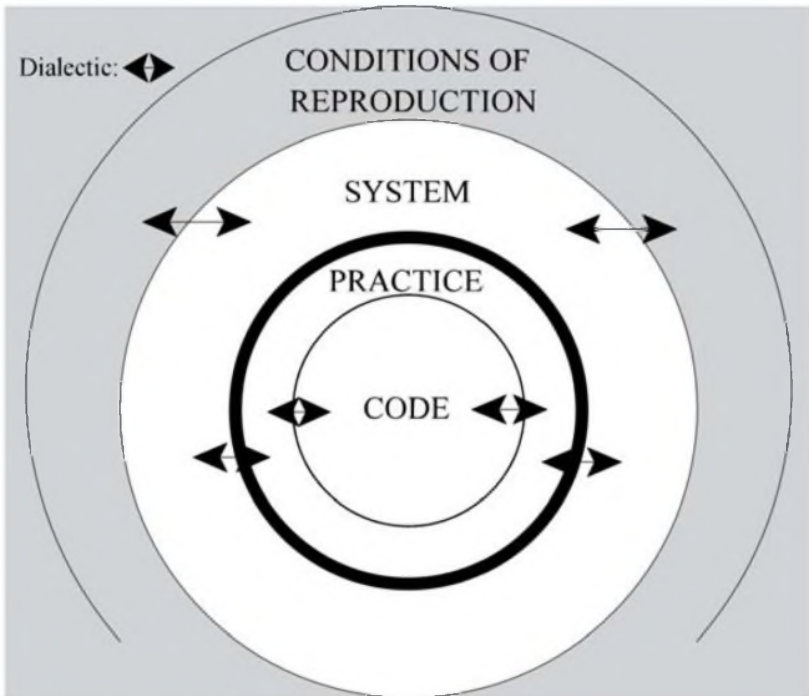 Dialectic:
CONDITIONS OF
REPRODUCTION
SYSTEM
PRACTICE
CODE